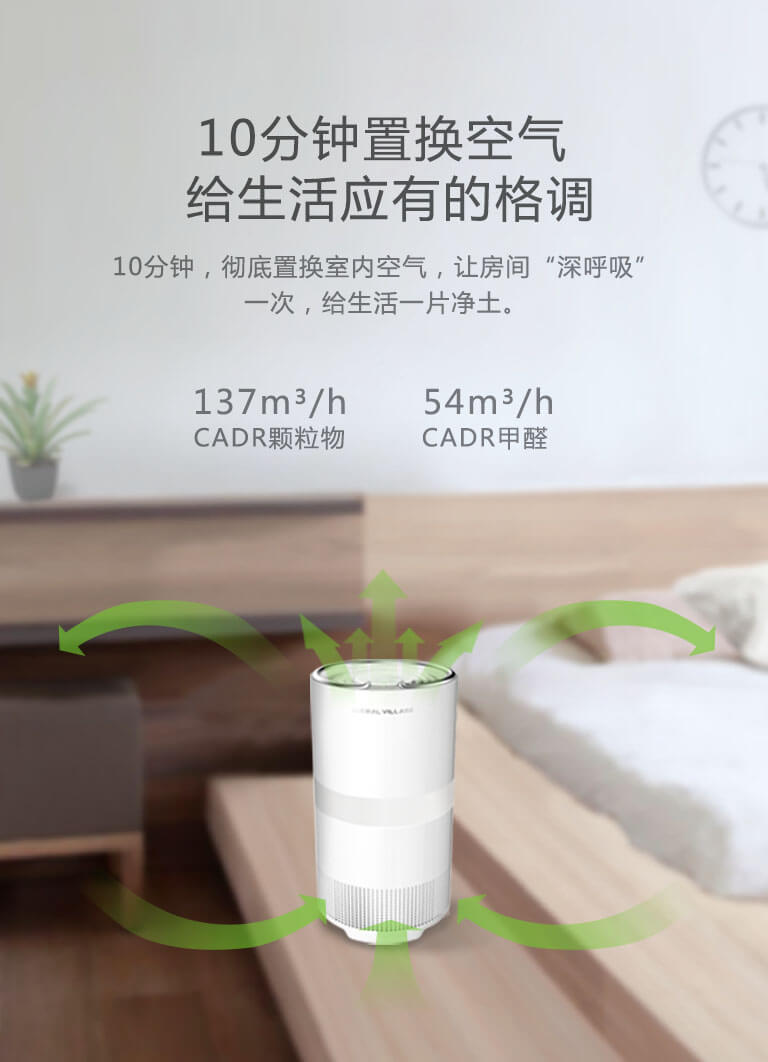 10分钟置换空气
给生活应有的格调
10分钟，彻底置换室内空气，让房间“深呼吸”
一次，给生活一片净土。
137m³/h 54m³/h
CADR颗粒物 CADR甲醛